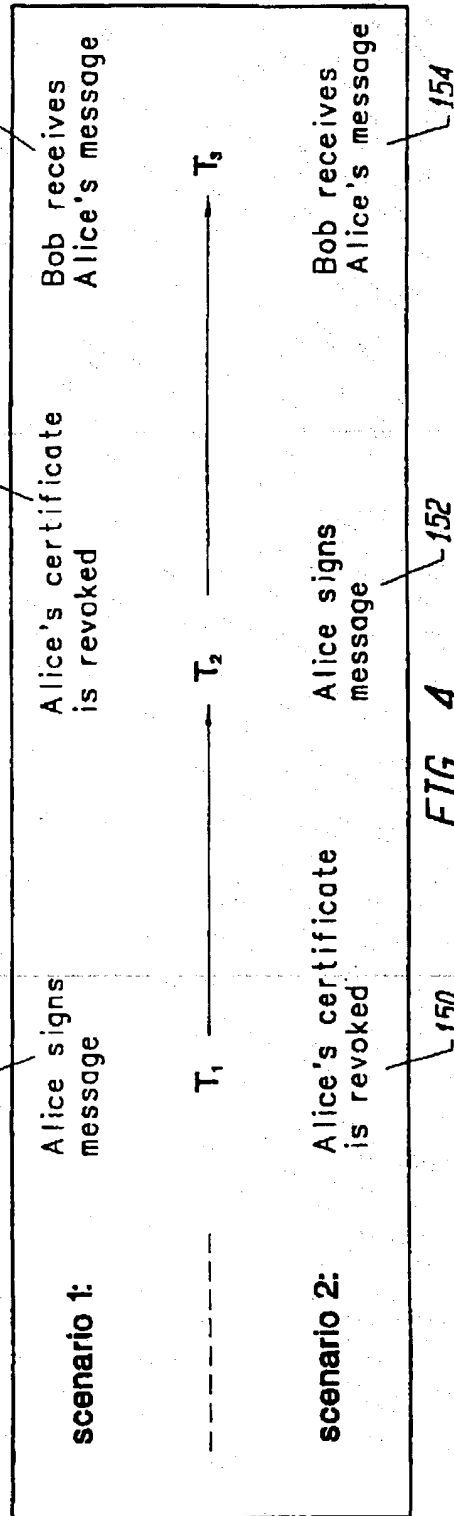 scenario 1:
Alice signs
message
Alice's certificate
is revoked
Bob receives
Alice's message
T₁
T₂
T₃
scenario 2:
Alice's certificate
is revoked
Alice signs
message
Bob receives
Alice's message
150
152
154
FIG 4